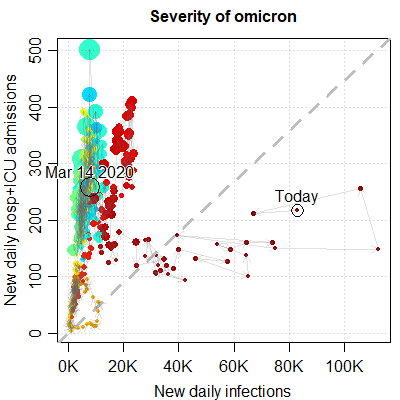 Severity of omicron
New daily hosp+ICU admissions
500
400
300
200
100
0
Mar 14,2020
Today
0K 20K 40K 60K 80K 100K
New daily infections